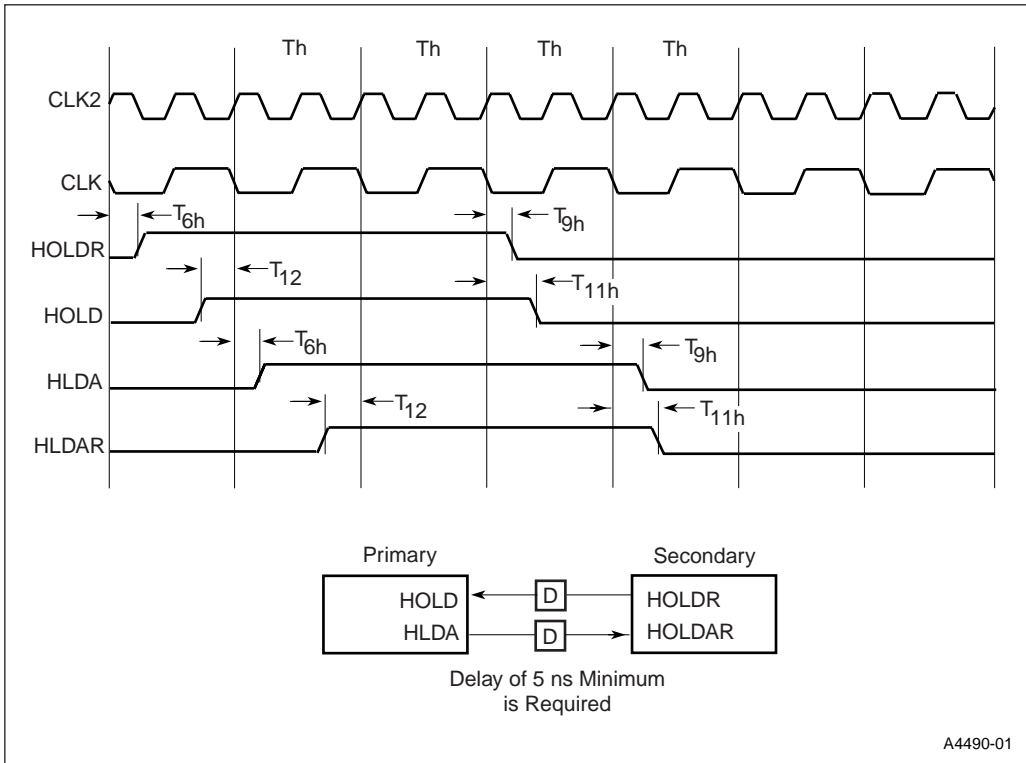 Th Th Th Th
CLK2
CLK
T6h T9h
HOLDR
T12 T11h
HOLD
T6h T9h
HLDA
T12 T11h
HLDAR
Primary Secondary
HOLD D HOLDR
HLDA D HOLDAR
Delay of 5 ns Minimum
is Required
A4490-01